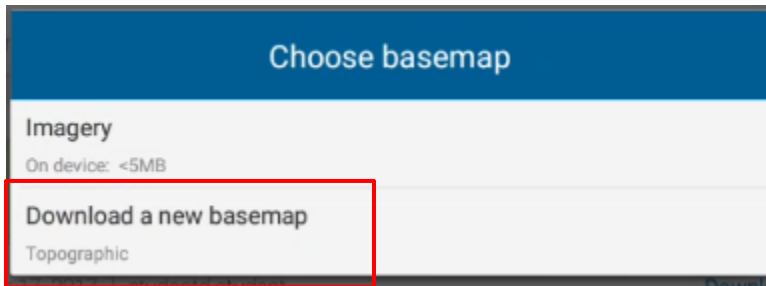 Choose basemap
Imagery
On device: <5MB
Download a new basemap
Topographic